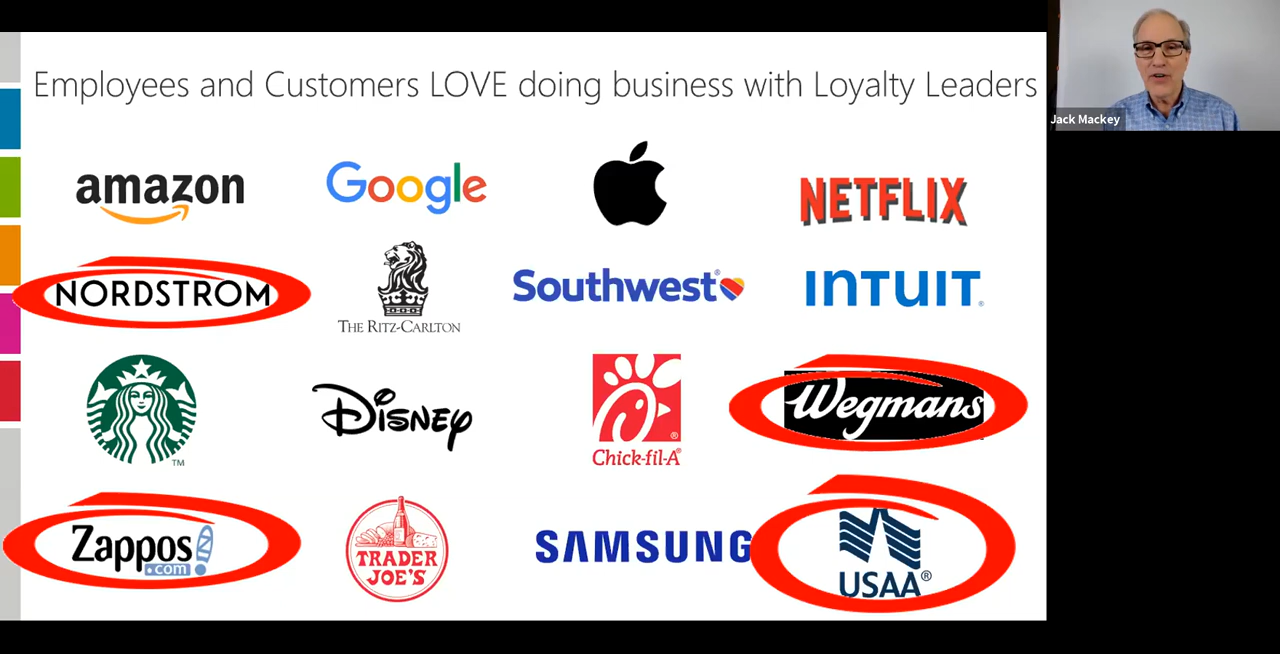 Employees and Customers LOVE doing business with Loyalty Leaders
Jack Mackey
amazon
Google
NETFLIX
NORDSTROM
THE RITZ-CARLTON
Southwest®
INTUIT®
TM
DISNEY
Chick-fil-A®
®
Wegmans
Zappos
.com
TRADER
JOE'S
SAMSUNG
USAA®